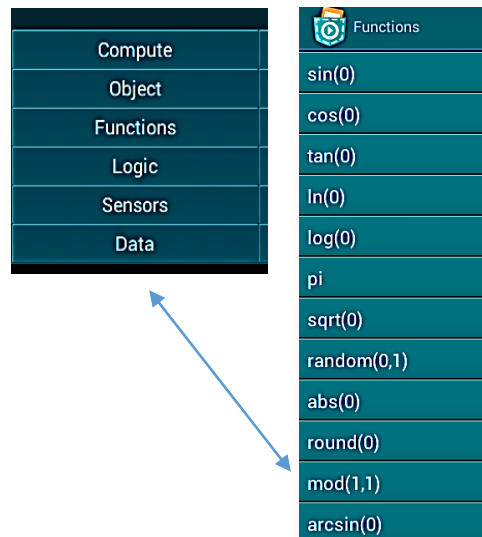 Compute
Object
Functions
Logic
Sensors
Data
Functions
sin(0)
cos(0)
tan(0)
ln(0)
log(0)
pi
sqrt(0)
random(0,1)
abs(0)
round(0)
mod(1,1)
arcsin(0)